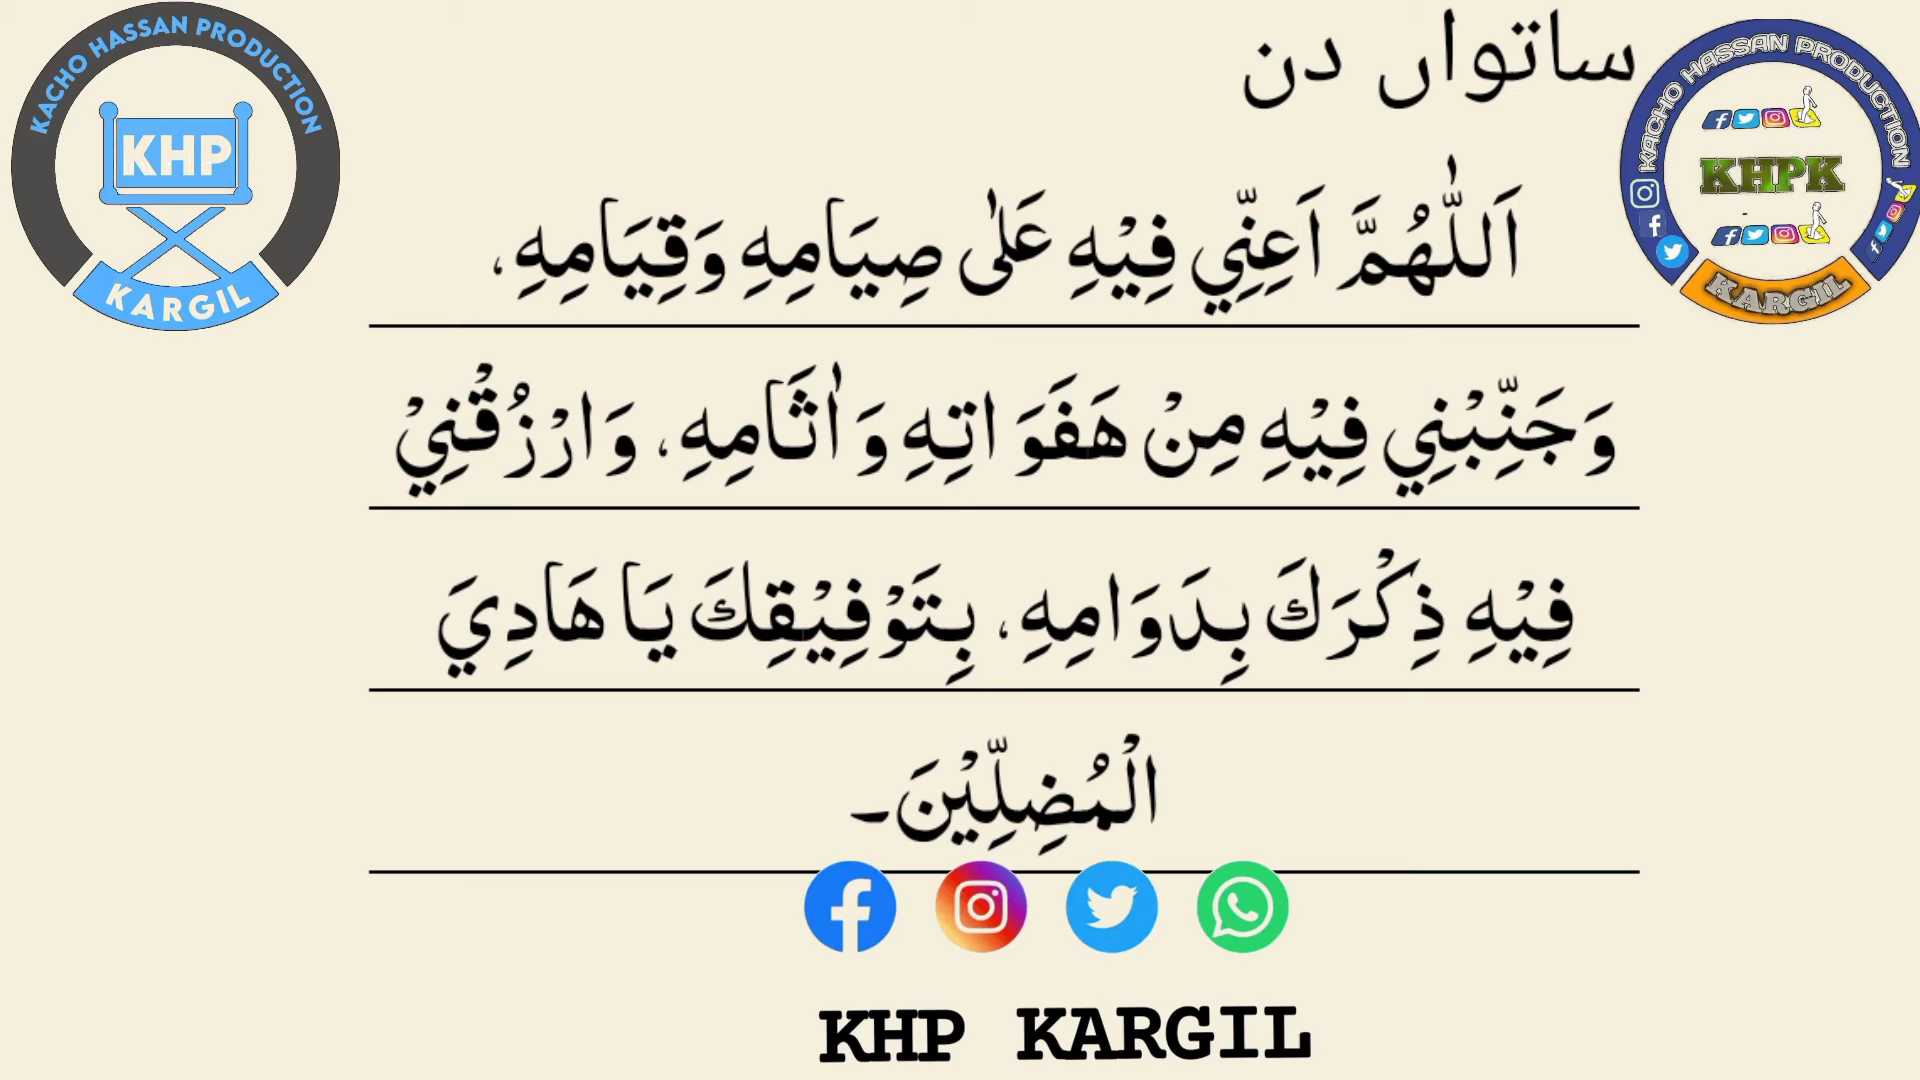 KACHO HASSAN PRODUCTION
KHP
KARGIL
ساتواں دن
KACHO HASSAN PRODUCTION
KHPK
KARGIL
اَللّٰهُمَّ اَعِنِّي فِيْهِ عَلٰى صِيَامِهِ وَقِيَامِهِ،
وَجَنِّبْنِي فِيْهِ مِنْ هَفَوَاتِهِ وَاٰثَامِهِ، وَارْزُقْنِيْ
فِيْهِ ذِكْرَكَ بِدَوَامِهِ، بِتَوْفِيْقِكَ يَا هَادِيَ
الْمُضِلِّيْنَ۔
KHP KARGIL